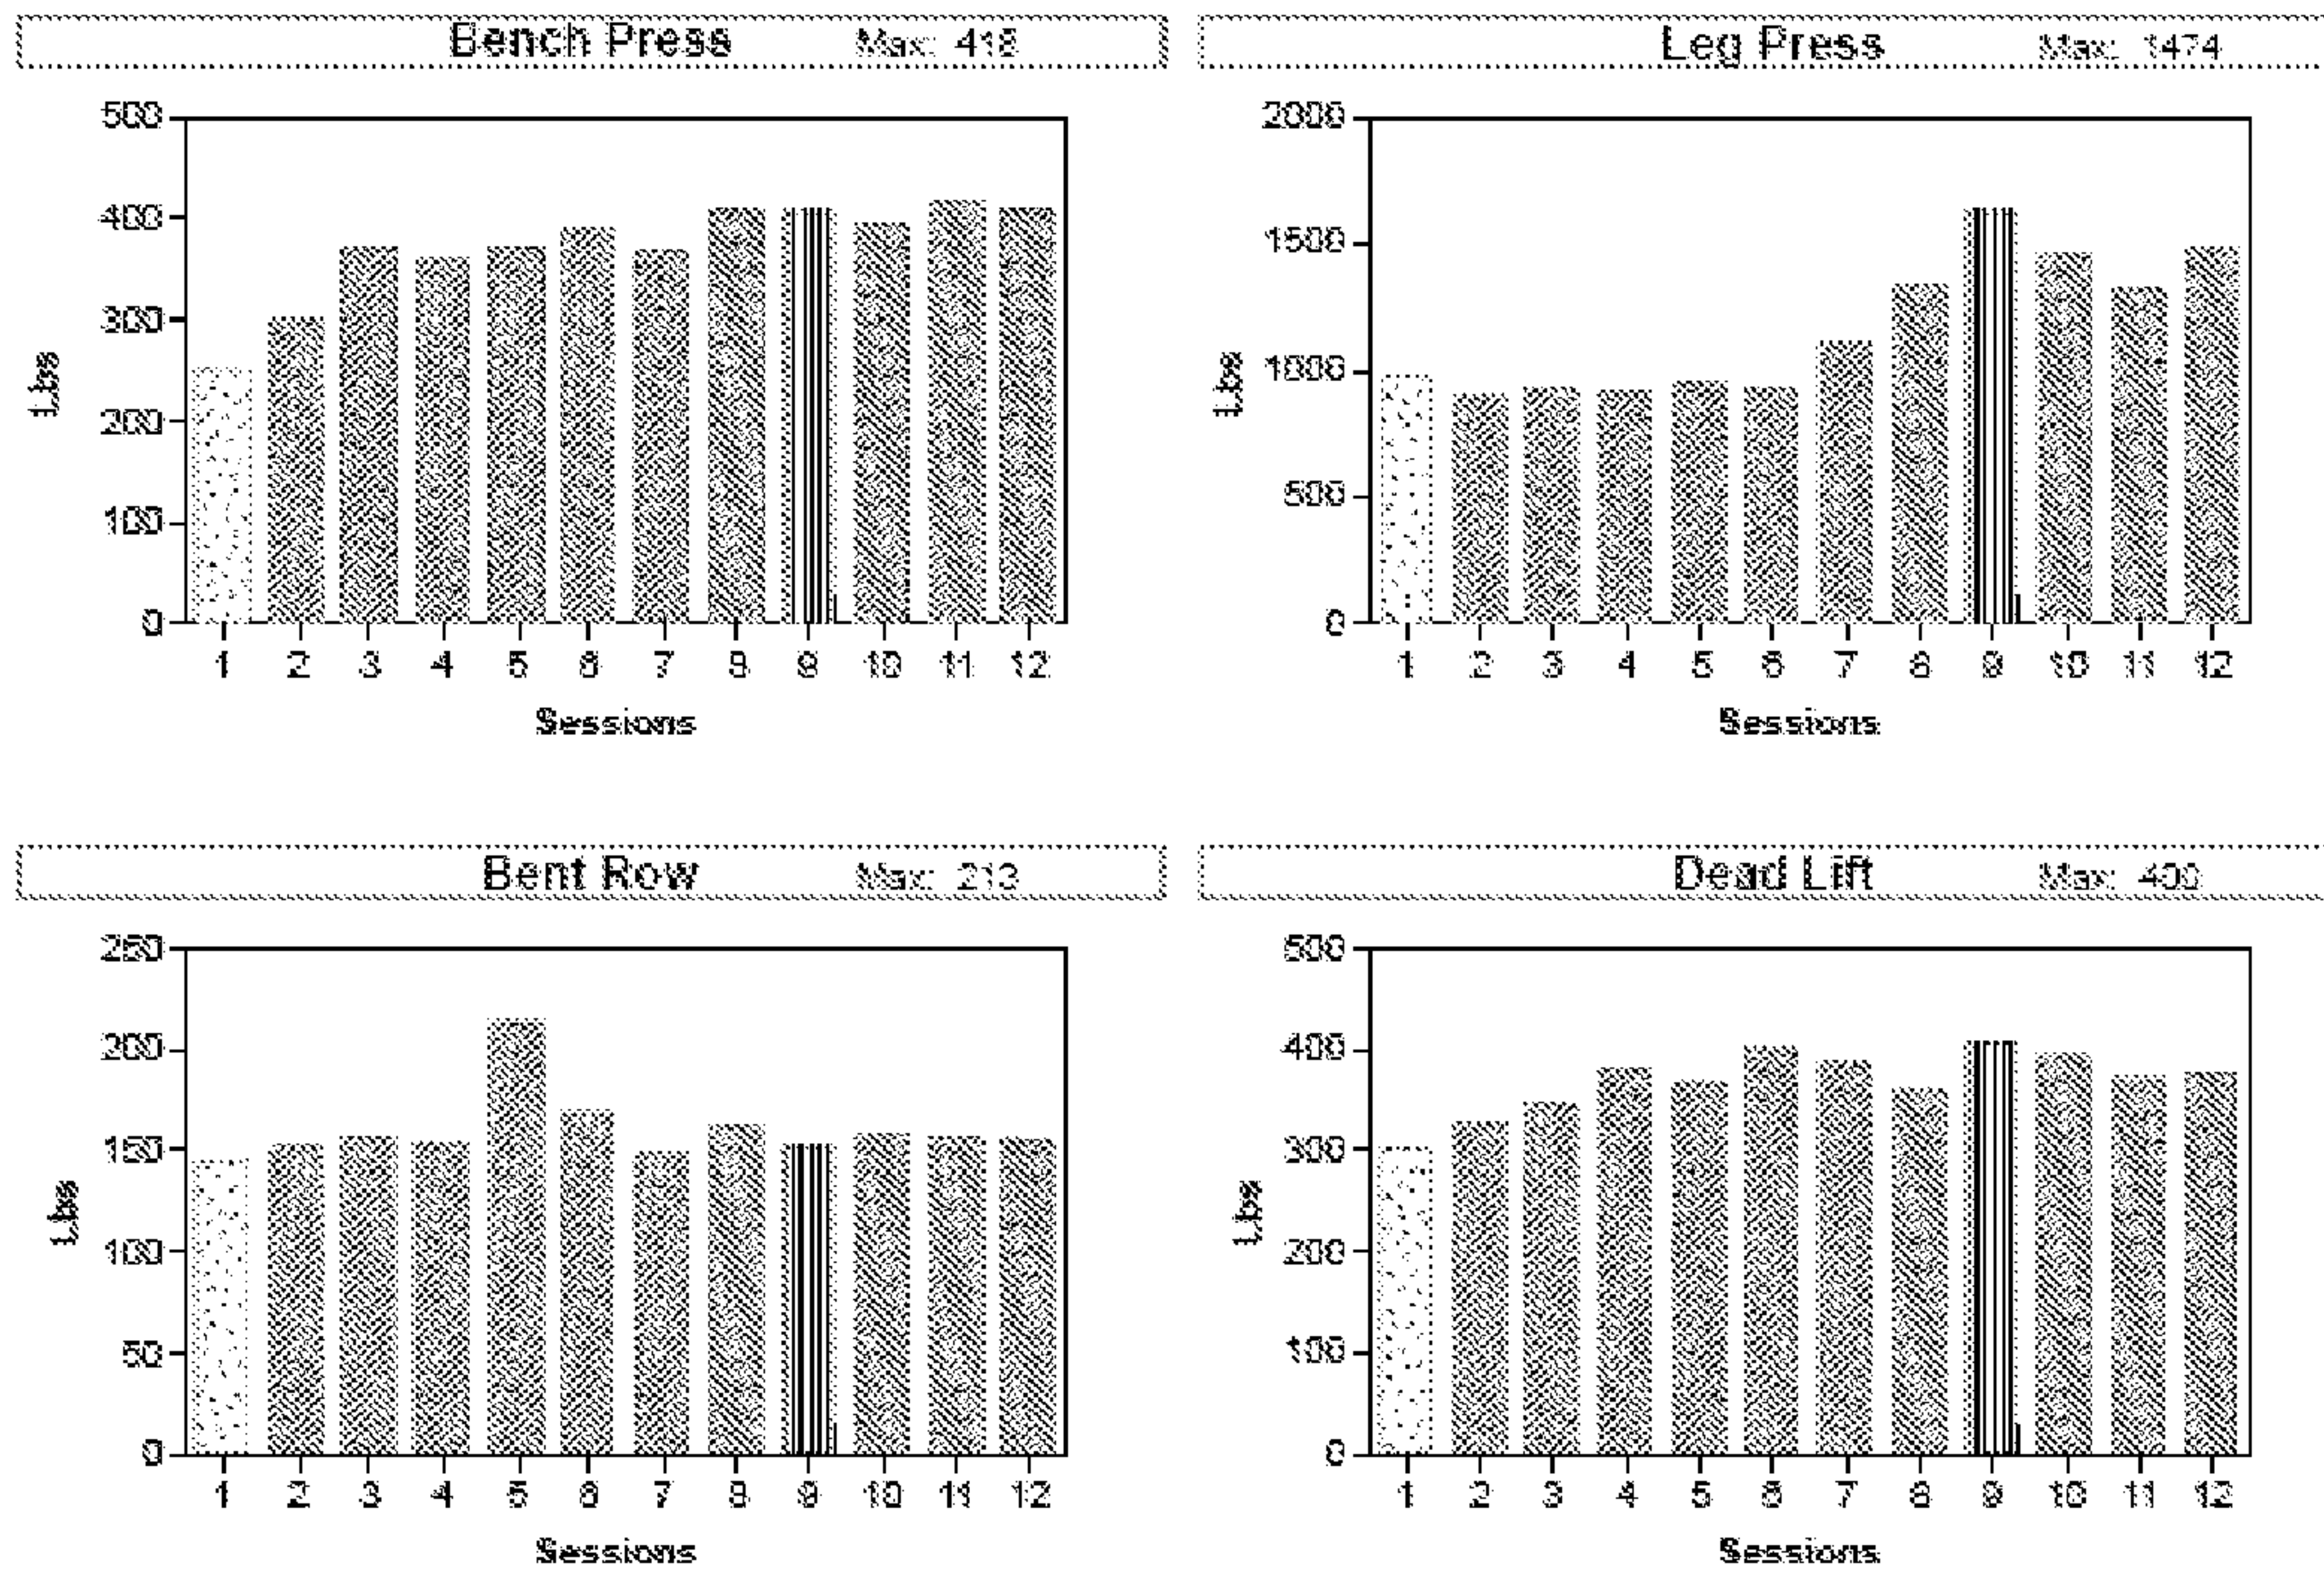 Bench Press Max: 418
500
400
300
200
100
0
Lbs
1 2 3 4 5 6 7 8 9 10 11 12
Sessions
Leg Press Max: 1474
2000
1500
1000
500
0
Lbs
1 2 3 4 5 6 7 8 9 10 11 12
Sessions
Bent Row Max: 213
250
200
150
100
50
0
Lbs
1 2 3 4 5 6 7 8 9 10 11 12
Sessions
Dead Lift Max: 400
500
400
300
200
100
0
Lbs
1 2 3 4 5 6 7 8 9 10 11 12
Sessions